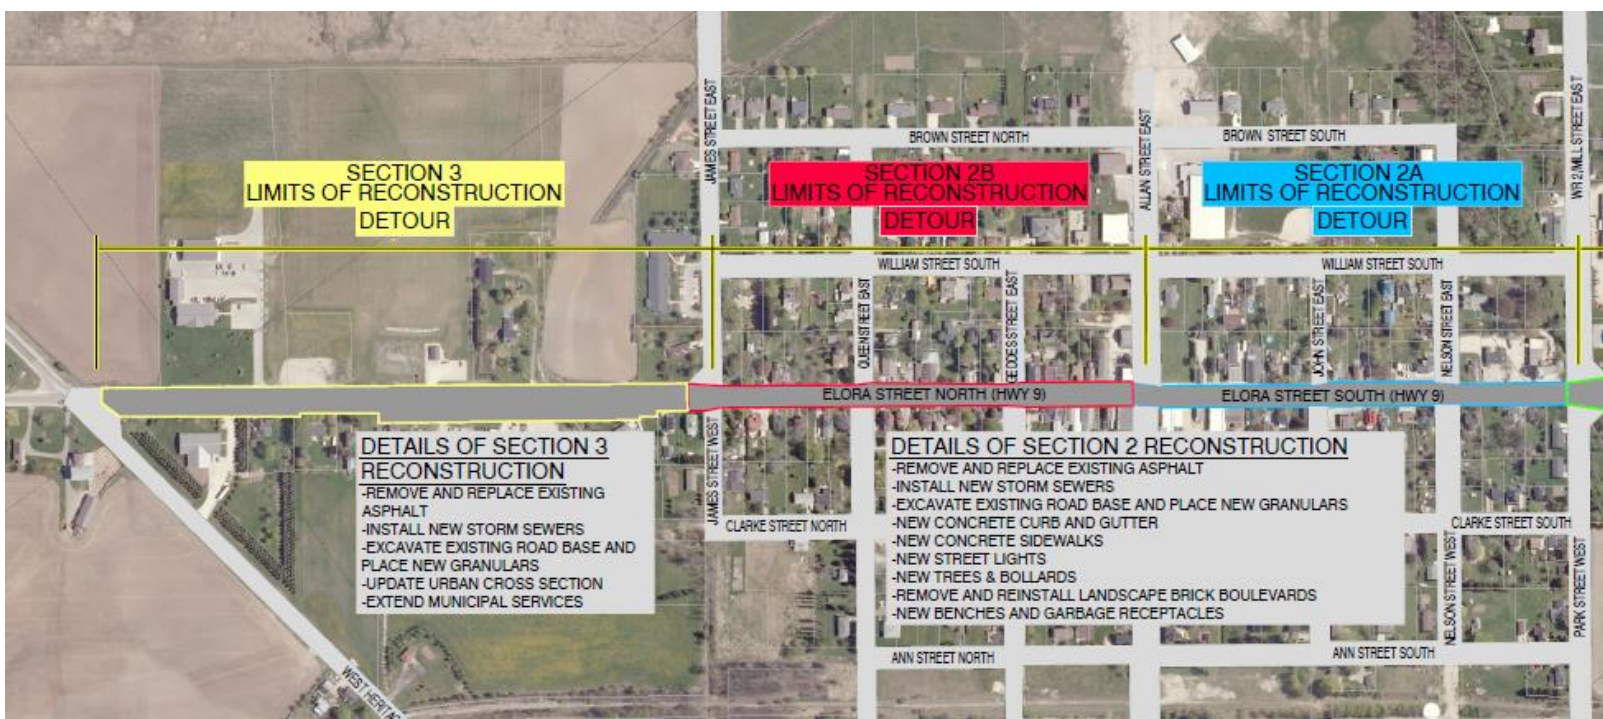 SECTION 3
LIMITS OF RECONSTRUCTION
DETOUR
JAMES STREET EAST
BROWN STREET NORTH
SECTION 2B
LIMITS OF RECONSTRUCTION
DETOUR
ALLAN STREET EAST
BROWN STREET SOUTH
SECTION 2A
LIMITS OF RECONSTRUCTION
DETOUR
WR 2/MILL STREET EAST
WILLIAM STREET SOUTH
WILLIAM STREET SOUTH
QUEEN STREET EAST
GEDDES STREET EAST
JOHN STREET EAST
NELSON STREET EAST
ELORA STREET NORTH (HWY 9)
ELORA STREET SOUTH (HWY 9)
DETAILS OF SECTION 3
RECONSTRUCTION
-REMOVE AND REPLACE EXISTING
ASPHALT
-INSTALL NEW STORM SEWERS
-EXCAVATE EXISTING ROAD BASE AND
PLACE NEW GRANULARS
-UPDATE URBAN CROSS SECTION
-EXTEND MUNICIPAL SERVICES
JAMES STREET WEST
CLARKE STREET NORTH
DETAILS OF SECTION 2 RECONSTRUCTION
-REMOVE AND REPLACE EXISTING ASPHALT
-INSTALL NEW STORM SEWERS
-EXCAVATE EXISTING ROAD BASE AND PLACE NEW GRANULARS
-NEW CONCRETE CURB AND GUTTER
-NEW CONCRETE SIDEWALKS
-NEW STREET LIGHTS
-NEW TREES & BOLLARDS
-REMOVE AND REINSTALL LANDSCAPE BRICK BOULEVARDS
-NEW BENCHES AND GARBAGE RECEPTACLES
CLARKE STREET SOUTH
NELSON STREET WEST
PARK STREET WEST
ANN STREET NORTH
ANN STREET SOUTH
WEST HERITAG